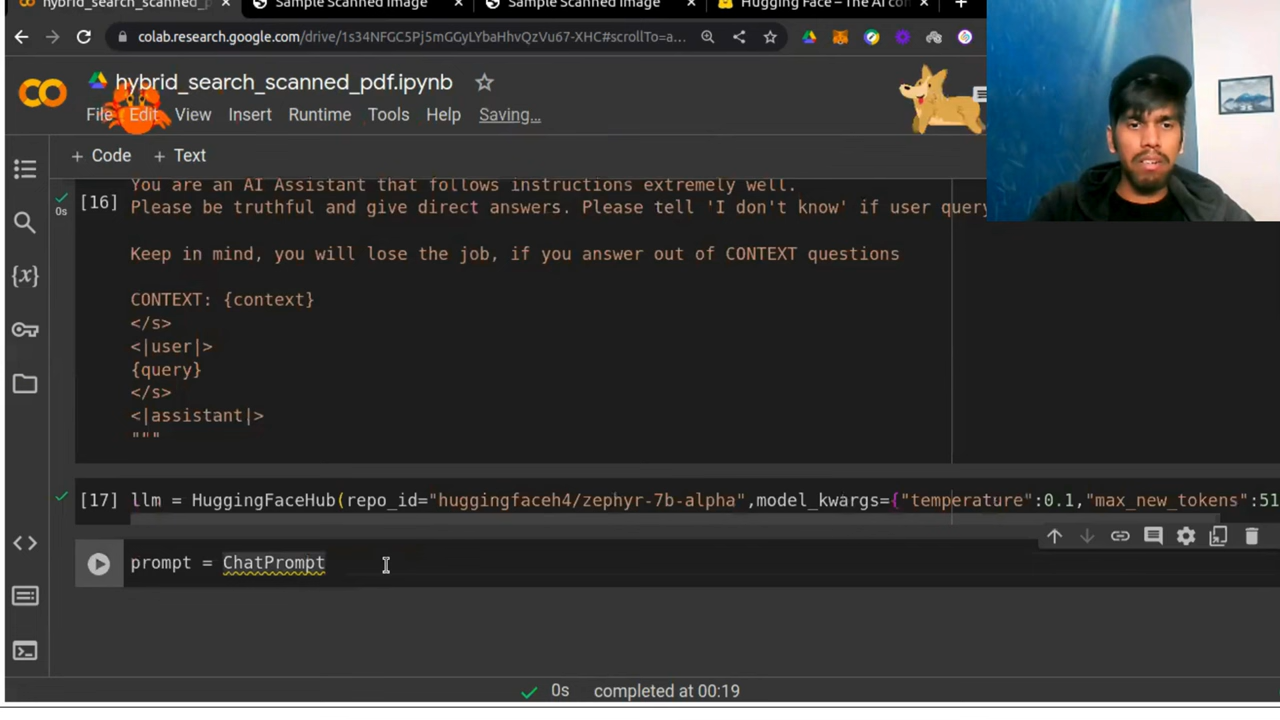 hybrid_search_scanned_p
Sample Scanned Image
Sample Scanned Image
Hugging Face – The AI con
colab.research.google.com/drive/1s34NFGC5Pj5mGGyLYbaHhvQzVu67-XHC#scrollTo=a...
CO
hybrid_search_scanned_pdf.ipynb
File Edit View Insert Runtime Tools Help Saving...
+ Code + Text
You are an AI Assistant that follows instructions extremely well.
[16] Please be truthful and give direct answers. Please tell 'I don't know' if user query
0s
Keep in mind, you will lose the job, if you answer out of CONTEXT questions
CONTEXT: {context}
</s>
<|user|>
{query}
</s>
<|assistant|>
"""
[17] llm = HuggingFaceHub(repo_id="huggingfaceh4/zephyr-7b-alpha",model_kwargs={"temperature":0.1,"max_new_tokens":51
prompt = ChatPrompt
0s completed at 00:19